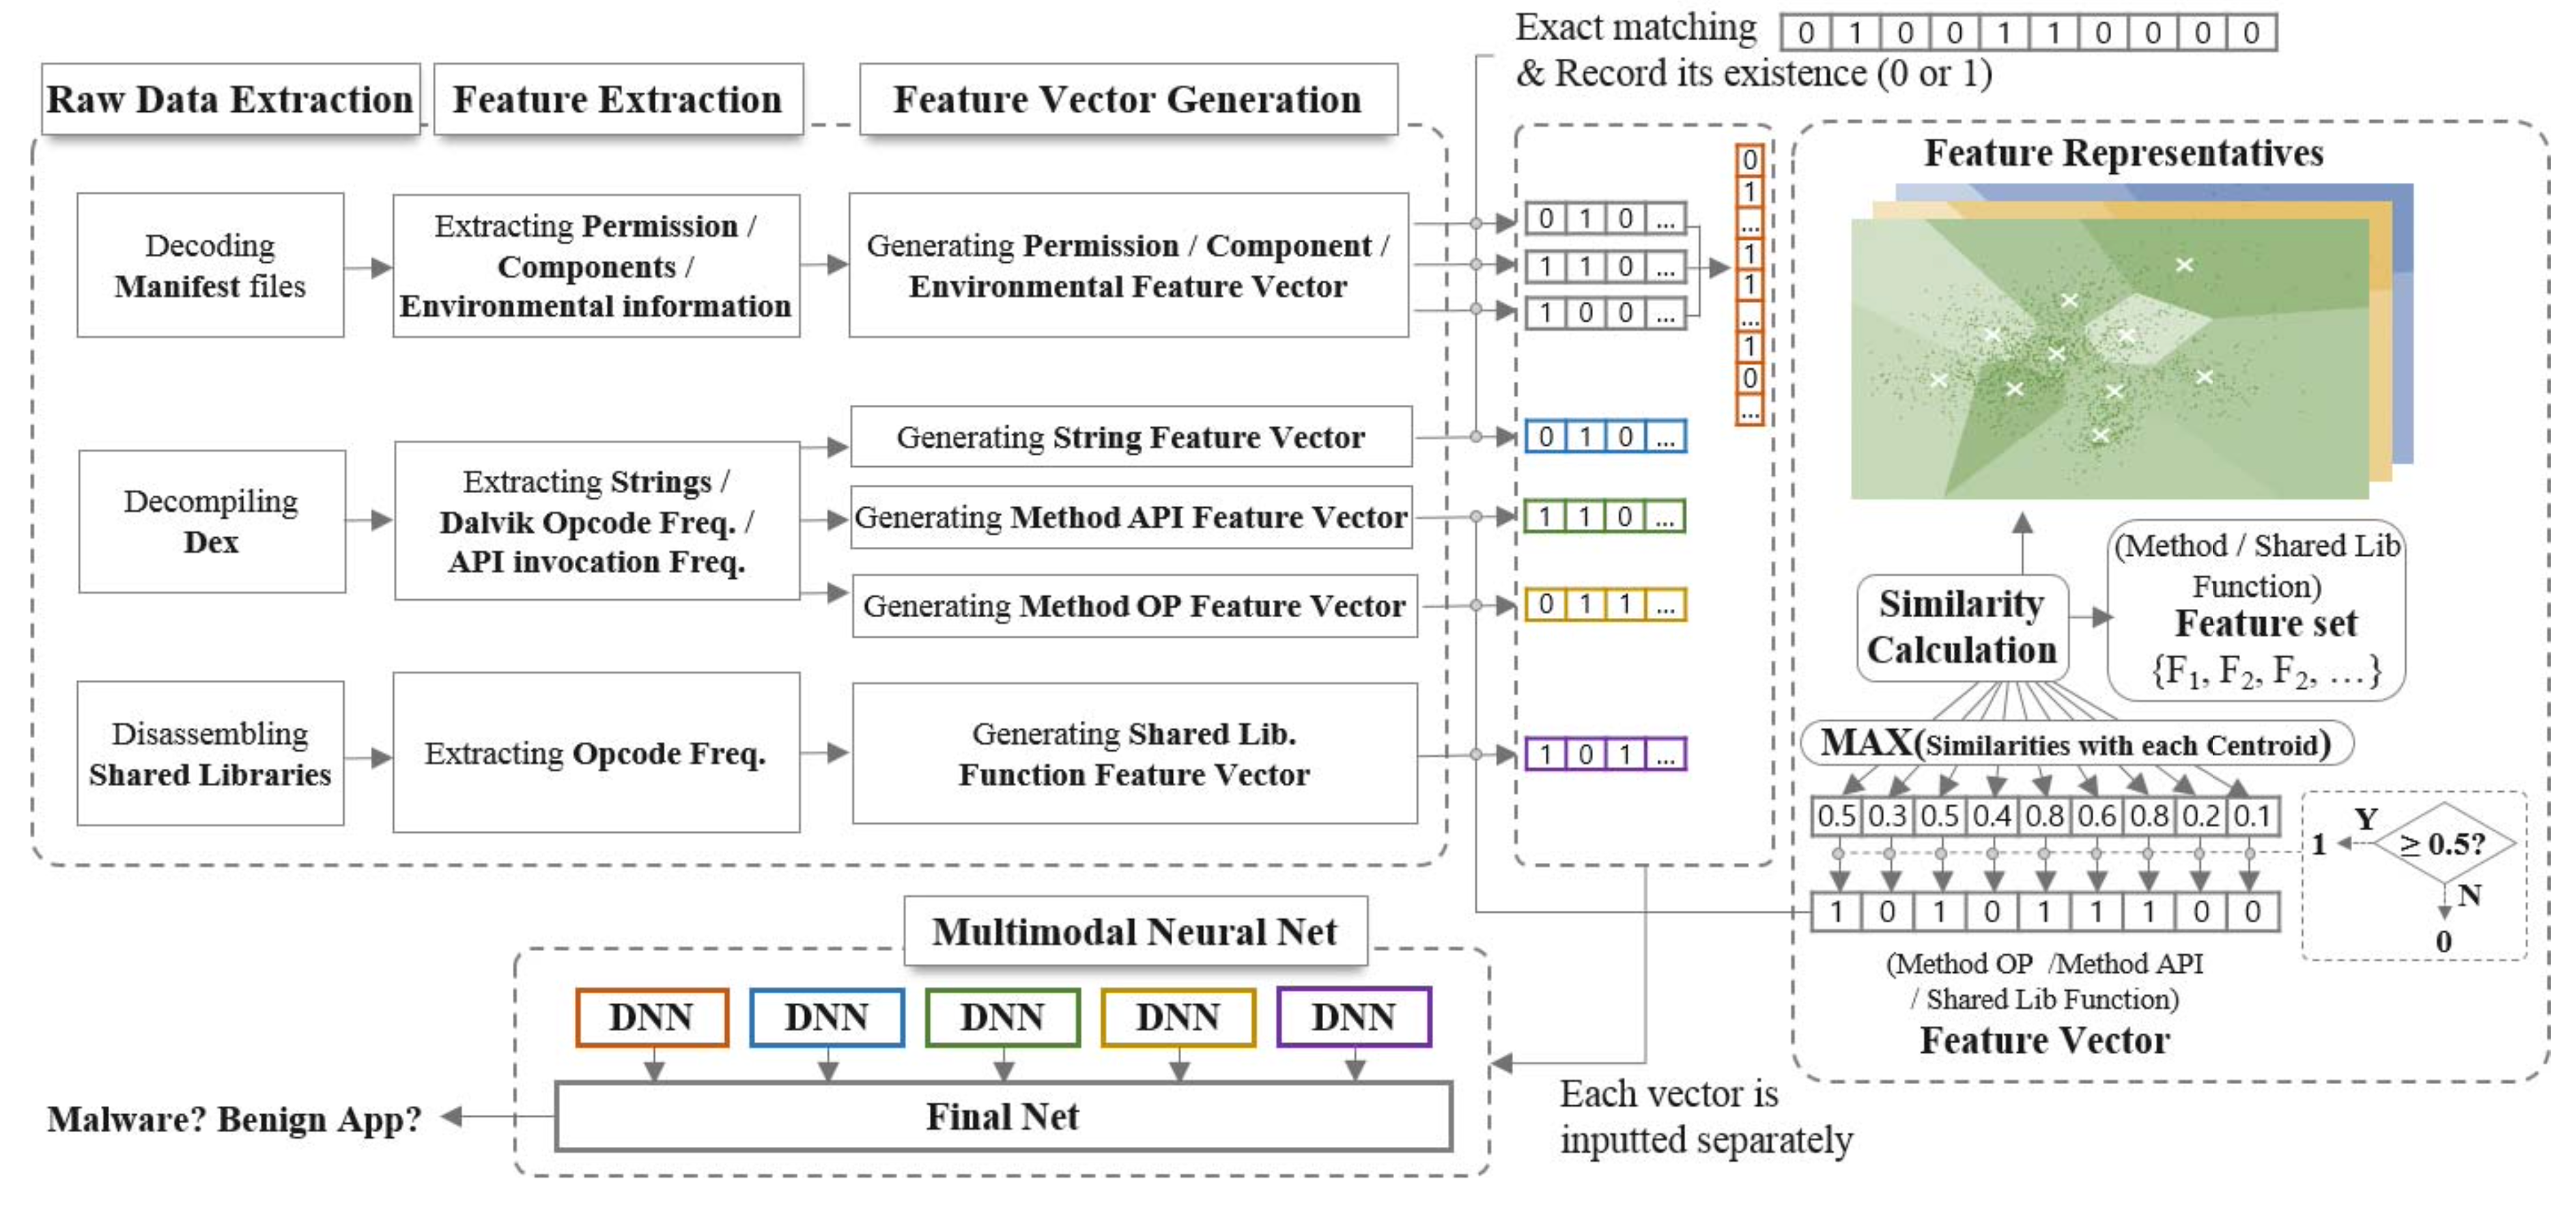 Exact matching 0 1 0 0 1 1 0 0 0 0
& Record its existence (0 or 1)
Raw Data Extraction
Feature Extraction
Feature Vector Generation
Decoding
Manifest files
Extracting Permission /
Components /
Environmental information
Generating Permission / Component /
Environmental Feature Vector
0 1 0 ...
1 1 0 ...
1 0 0 ...
0
1
...
1
1
...
1
0
...
Decompiling
Dex
Extracting Strings /
Dalvik Opcode Freq. /
API invocation Freq.
Generating String Feature Vector
0 1 0 ...
Generating Method API Feature Vector
1 1 0 ...
Generating Method OP Feature Vector
0 1 1 ...
Disassembling
Shared Libraries
Extracting Opcode Freq.
Generating Shared Lib.
Function Feature Vector
1 0 1 ...
Feature Representatives
Similarity
Calculation
(Method / Shared Lib
Function)
Feature set
{F1, F2, F2, ...}
MAX(Similarities with each Centroid)
0.5 0.3 0.5 0.4 0.8 0.6 0.8 0.2 0.1
≥ 0.5?
Y
1
N
0
1 0 1 0 1 1 1 0 0
(Method OP /Method API
/ Shared Lib Function)
Feature Vector
Multimodal Neural Net
DNN DNN DNN DNN DNN
Final Net
Malware? Benign App?
Each vector is
inputted separately